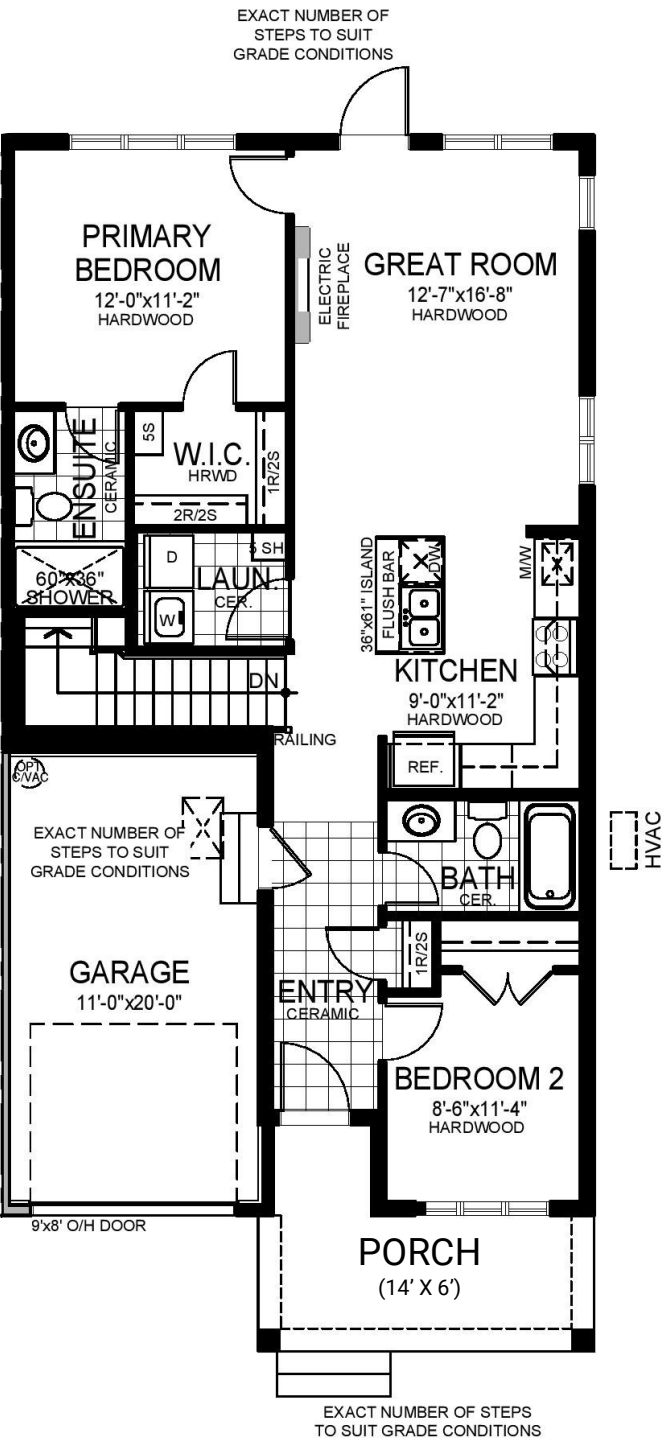 EXACT NUMBER OF
STEPS TO SUIT
GRADE CONDITIONS
PRIMARY
BEDROOM
12'-0"x11'-2"
HARDWOOD
ELECTRIC
FIREPLACE
GREAT ROOM
12'-7"x16'-8"
HARDWOOD
ENSUITE
CERAMIC
5S
W.I.C.
HRWD
1R/2S
2R/2S
60"x36"
SHOWER
D
5 SH
LAUN.
CER.
W
36"x61" ISLAND
FLUSH BAR
DW
M/W
KITCHEN
9'-0"x11'-2"
HARDWOOD
DN
RAILING
REF.
OPT
C/VAC
EXACT NUMBER OF
STEPS TO SUIT
GRADE CONDITIONS
BATH
CER.
HVAC
GARAGE
11'-0"x20'-0"
1R/2S
ENTRY
CERAMIC
BEDROOM 2
8'-6"x11'-4"
HARDWOOD
9'x8' O/H DOOR
PORCH
(14' X 6')
EXACT NUMBER OF STEPS
TO SUIT GRADE CONDITIONS